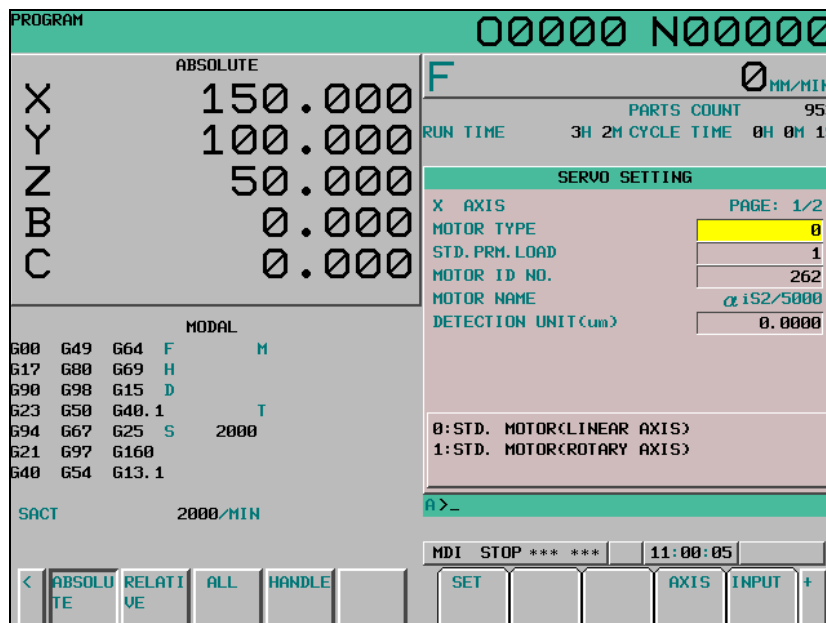 PROGRAM
O0000 N00000
ABSOLUTE
X 150.000
Y 100.000
Z 50.000
B 0.000
C 0.000
F 0 MM/MIN
PARTS COUNT 95
RUN TIME 3H 2M CYCLE TIME 0H 0M 1
SERVO SETTING
X AXIS PAGE: 1/2
MOTOR TYPE 0
STD.PRM.LOAD 1
MOTOR ID NO. 262
MOTOR NAME αiS2/5000
DETECTION UNIT(um) 0.0000
0:STD. MOTOR(LINEAR AXIS)
1:STD. MOTOR(ROTARY AXIS)
MODAL
G00 G49 G64 F M
G17 G80 G69 H
G90 G98 G15 D
G23 G50 G40.1 T
G94 G67 G25 S 2000
G21 G97 G160
G40 G54 G13.1
SACT 2000/MIN
A>_
MDI STOP *** *** 11:00:05
< ABSOLUTE RELATIVE ALL HANDLE
SET AXIS INPUT +